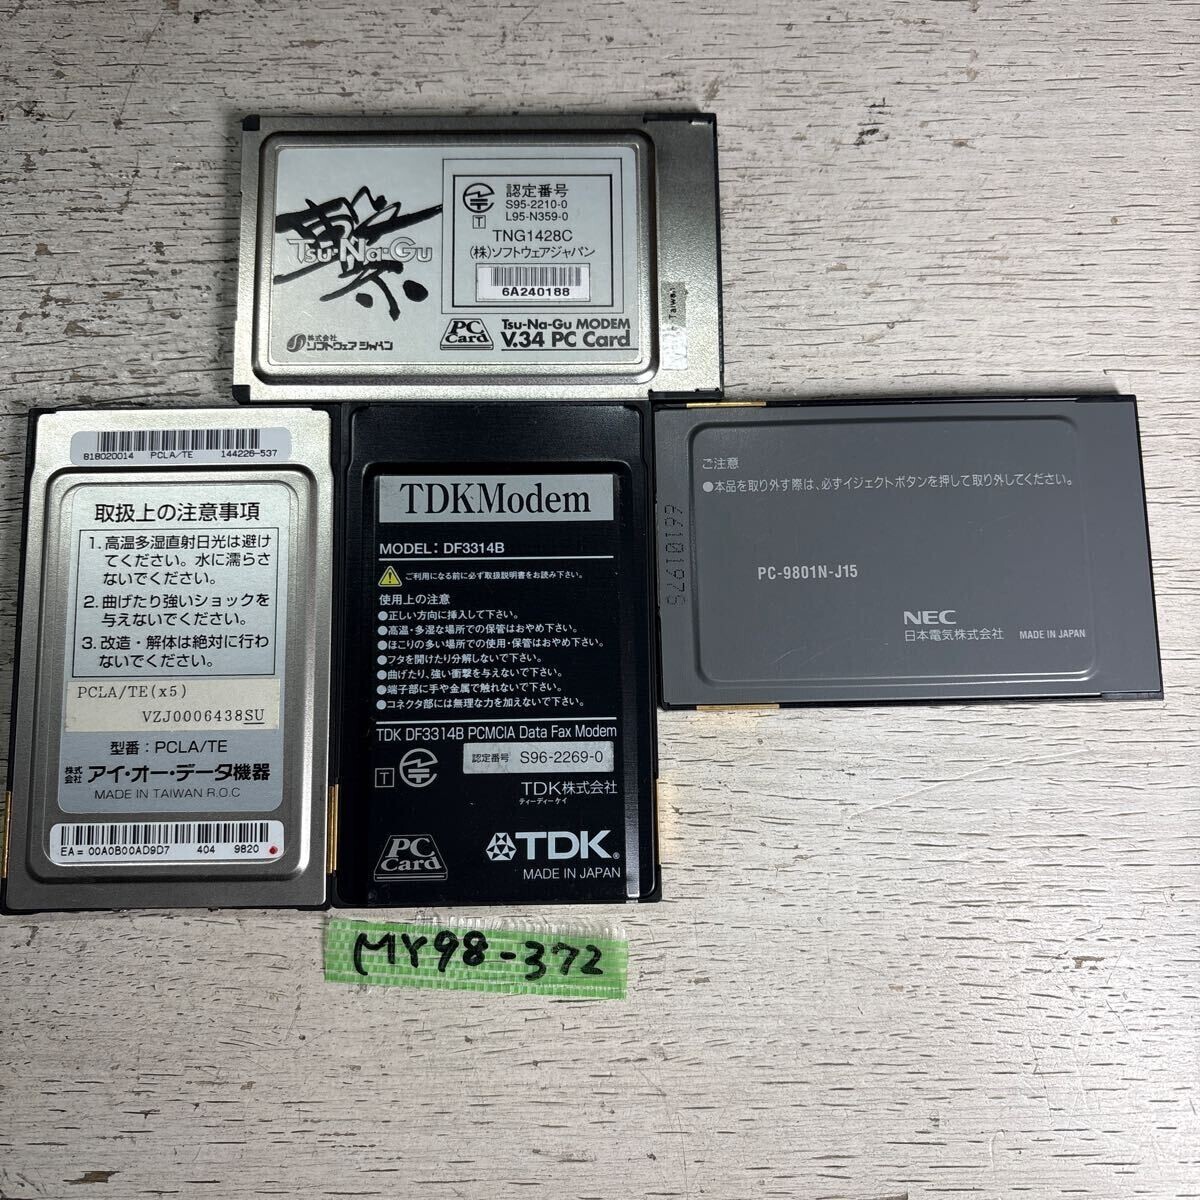 繋
Tsu-Na-Gu
認定番号
S95-2210-0
L95-N359-0
T
TNG1428C
(株)ソフトウェアジャパン
6A240188
株式会社
ソフトウェア ジャパン
PC Card
Tsu-Na-Gu MODEM
V.34 PC Card
Taiwan
818020014 PCLA/TE 144226-537
取扱上の注意事項
1. 高温多湿直射日光は避け
てください。水に濡らさ
ないでください。
2. 曲げたり強いショックを
与えないでください。
3. 改造・解体は絶対に行わ
ないでください。
PCLA/TE(x5)
VZJ0006438SU
型番：PCLA/TE
株式会社 アイ・オー・データ機器
MADE IN TAIWAN R.O.C
EA = 00A0B00AD9D7 404 9820
TDKModem
MODEL: DF3314B
ご利用になる前に必ず取扱説明書をお読み下さい。
使用上の注意
●正しい方向に挿入して下さい。
●高温・多湿な場所での保管はおやめ下さい。
●ほこりの多い場所での使用・保管はおやめ下さい。
●フタを開けたり分解しないで下さい。
●曲げたり、強い衝撃を与えないで下さい。
●端子部に手や金属で触れないで下さい。
●コネクタ部には無理な力を加えないで下さい。
TDK DF3314B PCMCIA Data Fax Modem
T
認定番号 S96-2269-0
TDK株式会社
ティーディーケイ
PC Card
TDK®
MADE IN JAPAN
ご注意
●本品を取り外す際は、必ずイジェクトボタンを押して取り外してください。
PC-9801N-J15
NEC
日本電気株式会社 MADE IN JAPAN
MY98-372